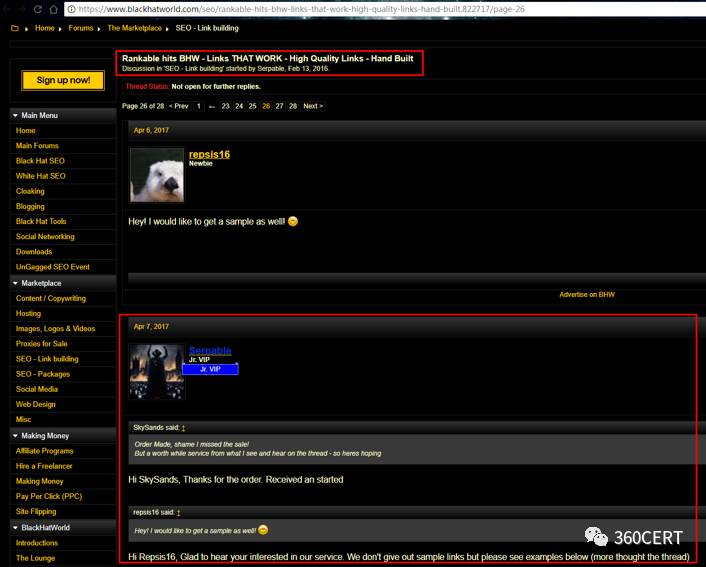 https://www.blackhatworld.com/seo/rankable-hits-bhw-links-that-work-high-quality-links-hand-built.822717/page-26
Home Forums The Marketplace SEO - Link building
Sign up now!
Main Menu
Home
Main Forums
Black Hat SEO
White Hat SEO
Cloaking
Blogging
Black Hat Tools
Social Networking
Downloads
UnGagged SEO Event
Marketplace
Content / Copywriting
Hosting
Images, Logos & Videos
Proxies for Sale
SEO - Link building
SEO - Packages
Social Media
Web Design
Misc
Making Money
Affiliate Programs
Hire a Freelancer
Making Money
Pay Per Click (PPC)
Site Flipping
BlackHatWorld
Introductions
The Lounge
Rankable hits BHW - Links THAT WORK - High Quality Links - Hand Built
Discussion in 'SEO - Link building' started by Serpable, Feb 13, 2016.
Thread Status: Not open for further replies.
Page 26 of 28 < Prev 1 ← 23 24 25 26 27 28 Next >
Apr 6, 2017
repsis16
Newbie
Hey! I would like to get a sample as well! 😊
Advertise on BHW
Apr 7, 2017
Serpable
Jr. VIP
Jr. VIP
SkySands said: ↑
Order Made, shame I missed the sale!
But a worth while service from what I see and hear on the thread - so heres hoping
Hi SkySands, Thanks for the order. Received an started
repsis16 said: ↑
Hey! I would like to get a sample as well! 😊
Hi Repsis16, Glad to hear your interested in our service. We don't give out sample links but please see examples below (more thought the thread)
360CERT